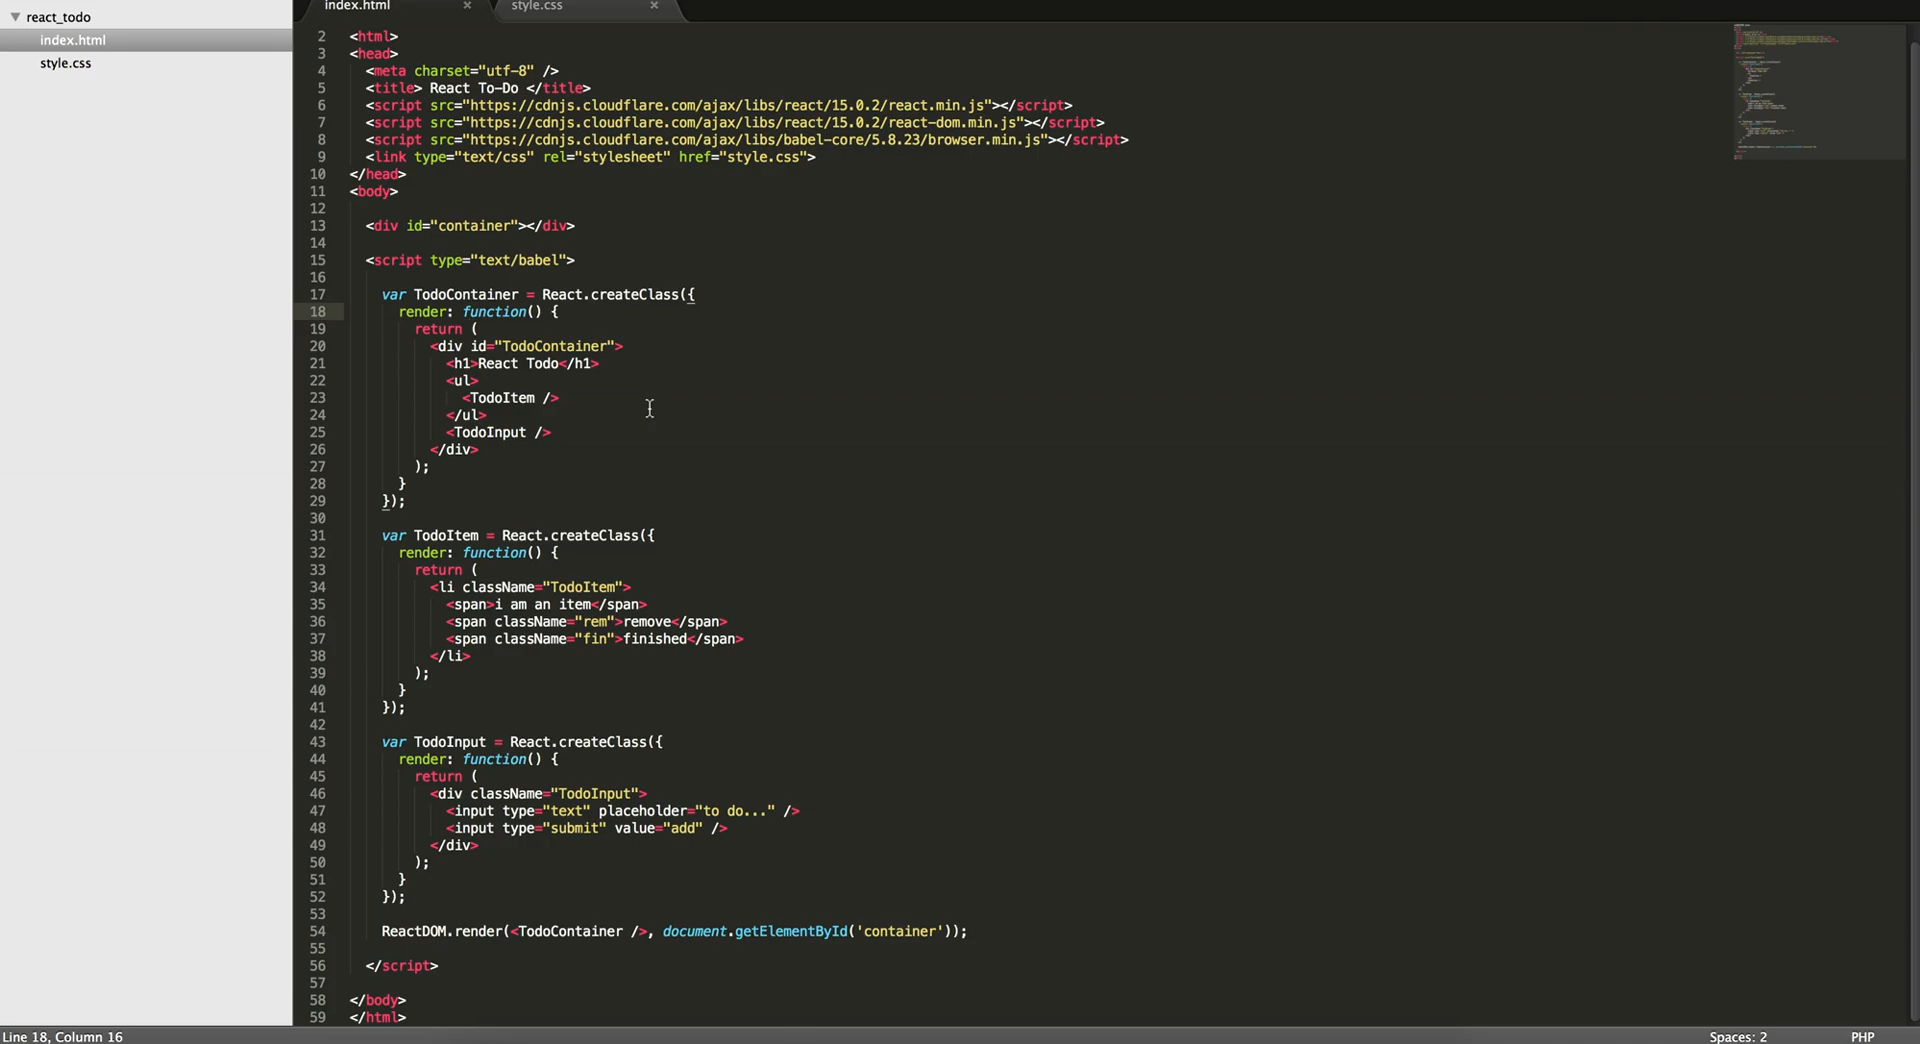 react_todo
index.html
style.css
index.html × style.css ×
2 <html>
3 <head>
4 <meta charset="utf-8" />
5 <title> React To-Do </title>
6 <script src="https://cdnjs.cloudflare.com/ajax/libs/react/15.0.2/react.min.js"></script>
7 <script src="https://cdnjs.cloudflare.com/ajax/libs/react/15.0.2/react-dom.min.js"></script>
8 <script src="https://cdnjs.cloudflare.com/ajax/libs/babel-core/5.8.23/browser.min.js"></script>
9 <link type="text/css" rel="stylesheet" href="style.css">
10 </head>
11 <body>
12
13 <div id="container"></div>
14
15 <script type="text/babel">
16
17 var TodoContainer = React.createClass({
18 render: function() {
19 return (
20 <div id="TodoContainer">
21 <h1>React Todo</h1>
22 <ul>
23 <TodoItem />
24 </ul>
25 <TodoInput />
26 </div>
27 );
28 }
29 });
30
31 var TodoItem = React.createClass({
32 render: function() {
33 return (
34 <li className="TodoItem">
35 <span>i am an item</span>
36 <span className="rem">remove</span>
37 <span className="fin">finished</span>
38 </li>
39 );
40 }
41 });
42
43 var TodoInput = React.createClass({
44 render: function() {
45 return (
46 <div className="TodoInput">
47 <input type="text" placeholder="to do..." />
48 <input type="submit" value="add" />
49 </div>
50 );
51 }
52 });
53
54 ReactDOM.render(<TodoContainer />, document.getElementById('container'));
55
56 </script>
57
58 </body>
59 </html>
Line 18, Column 16 Spaces: 2 PHP